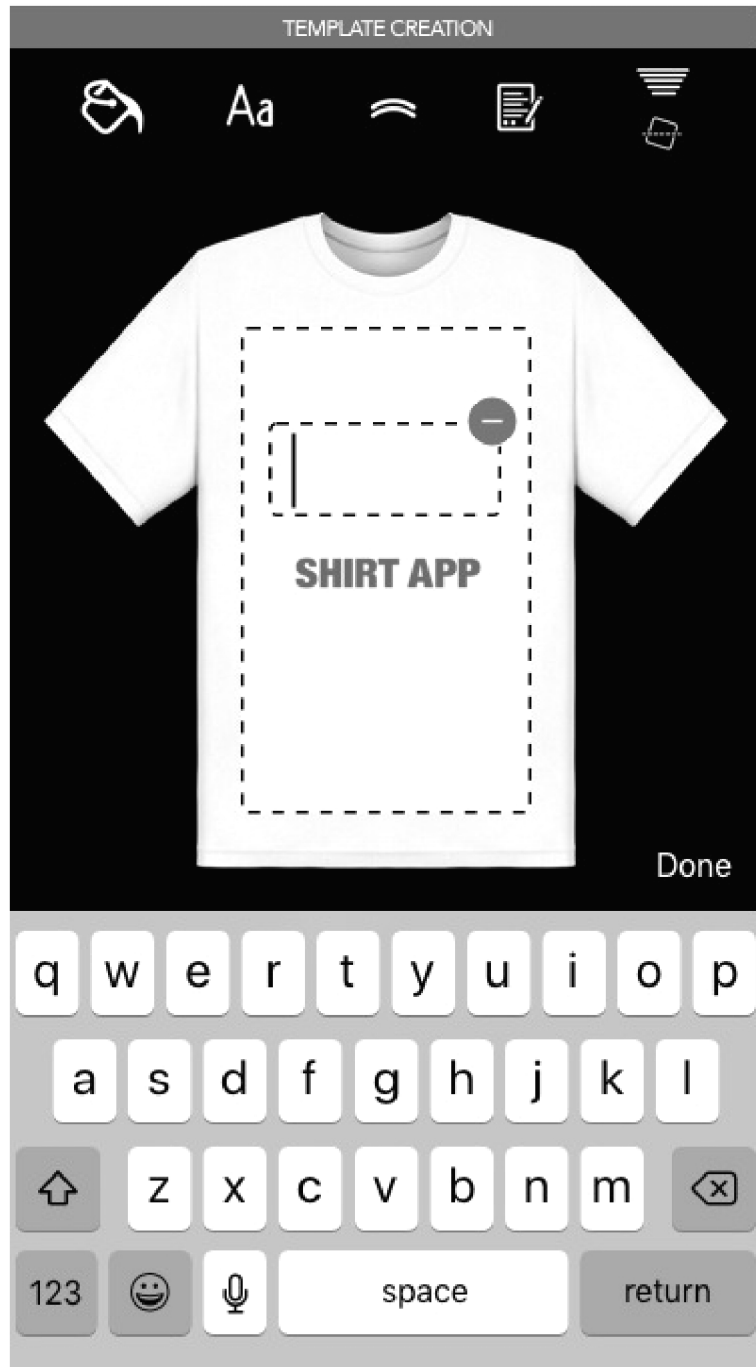 TEMPLATE CREATION
Aa
SHIRT APP
Done
q w e r t y u i o p
a s d f g h j k l
z x c v b n m
123 space return